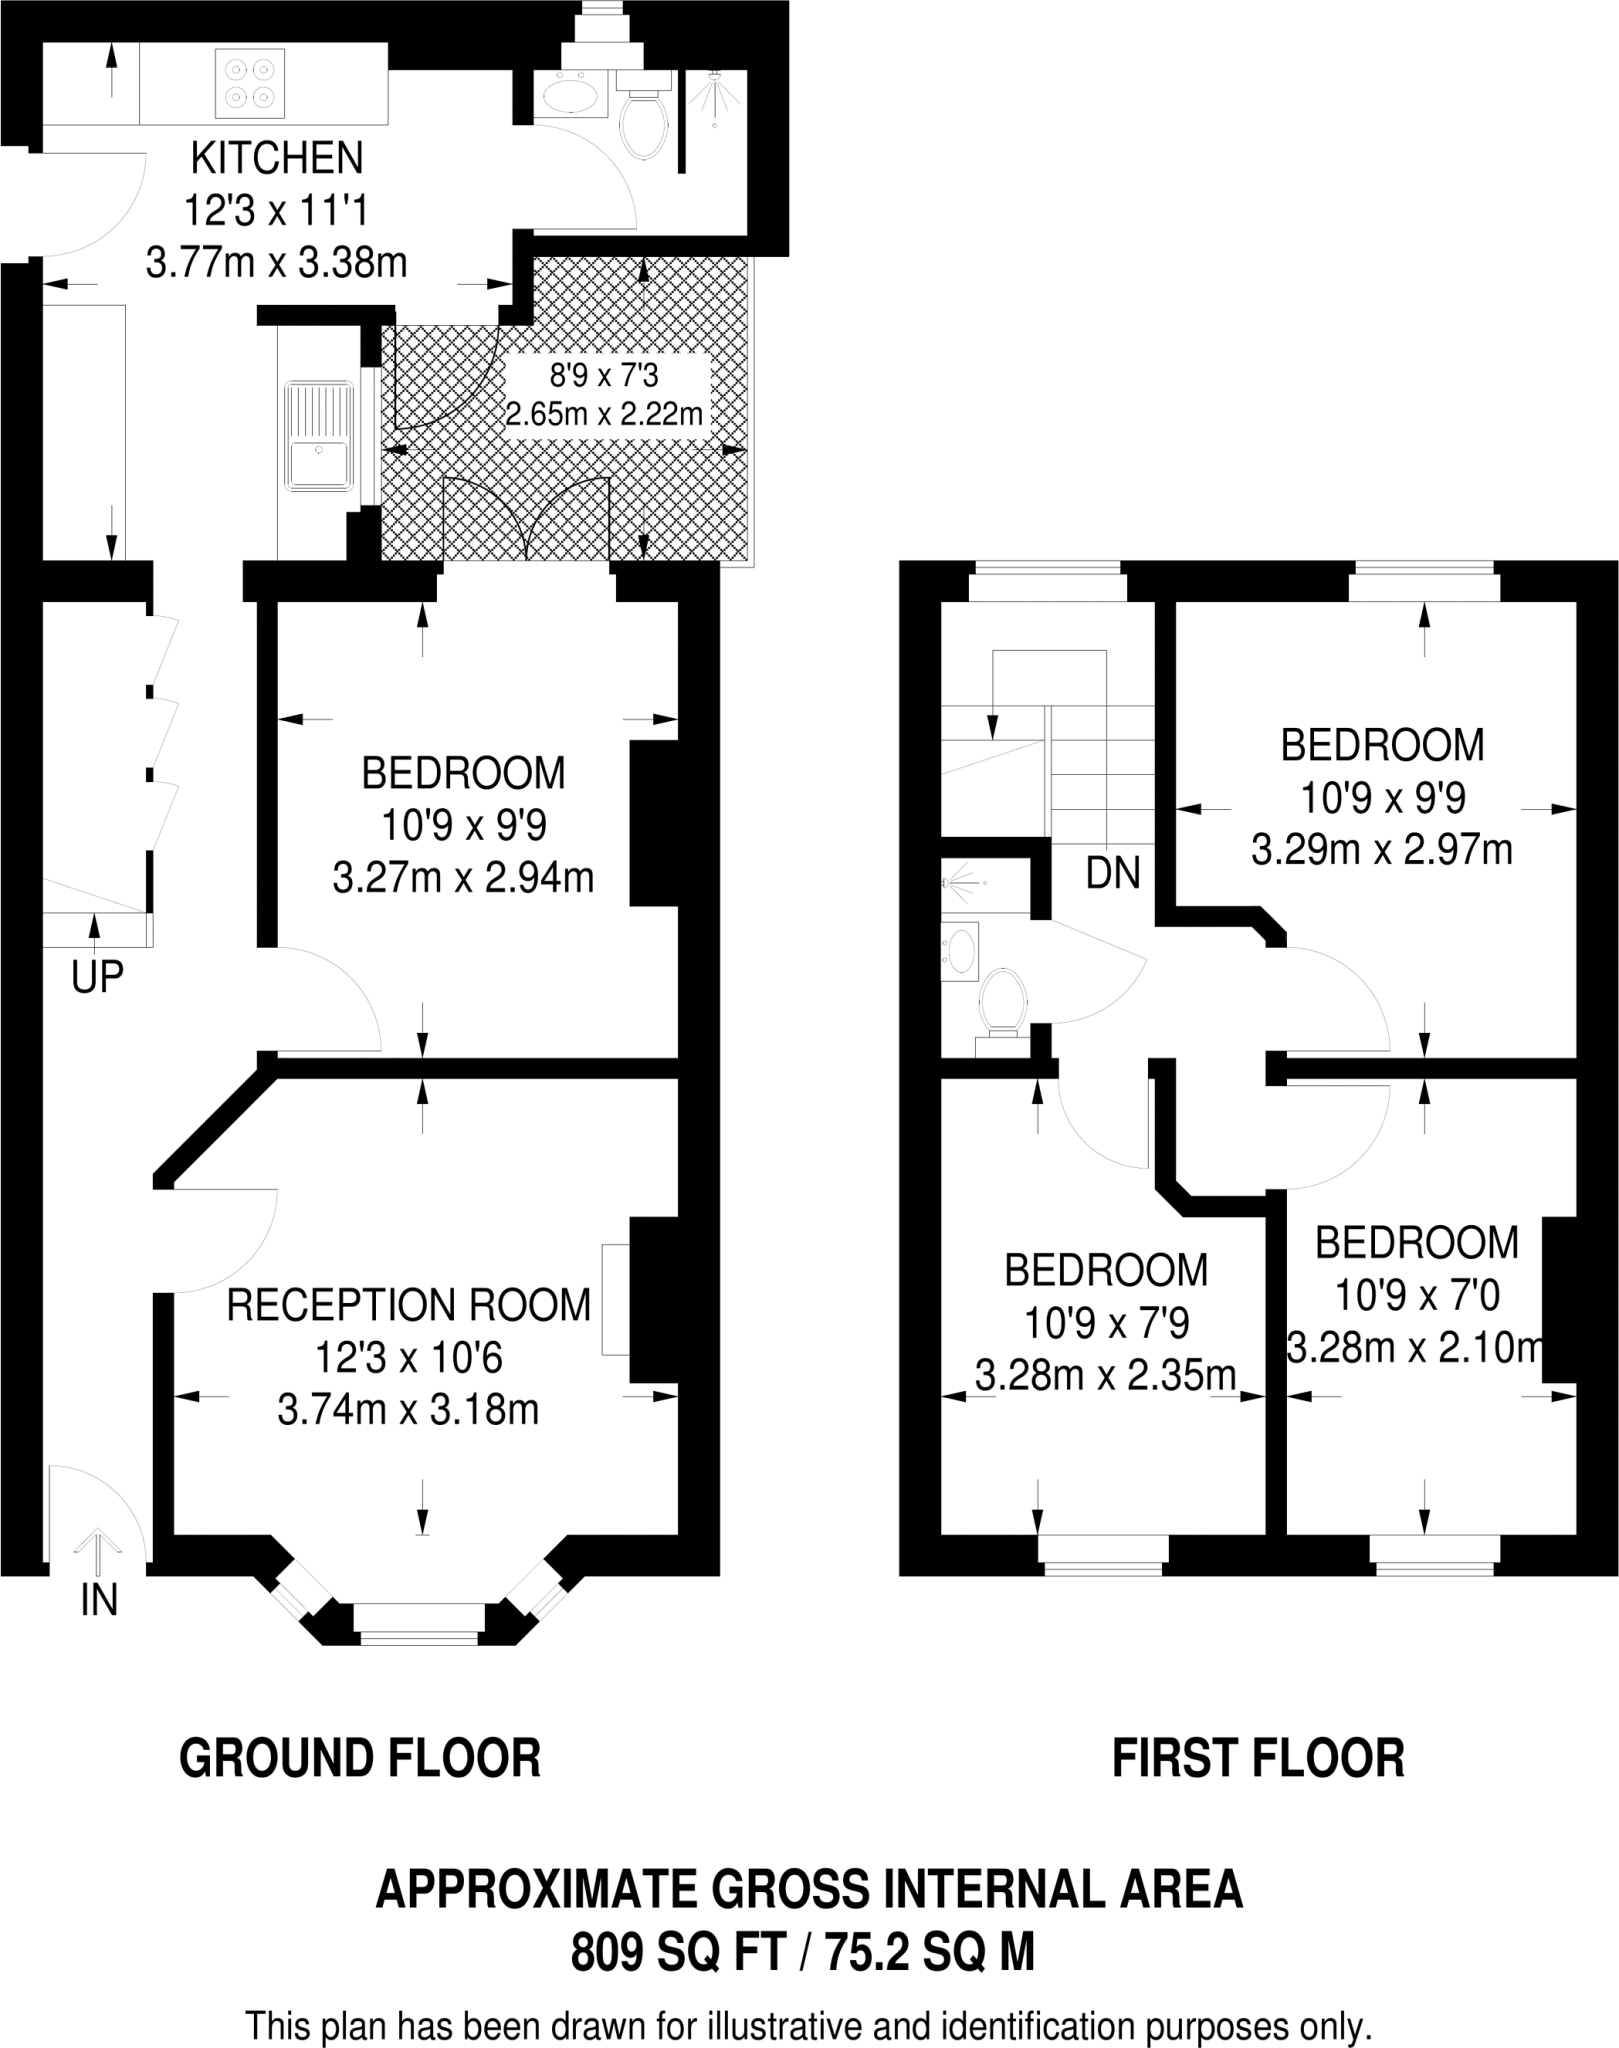 KITCHEN
12'3 x 11'1
3.77m x 3.38m
8'9 x 7'3
2.65m x 2.22m
BEDROOM
10'9 x 9'9
3.27m x 2.94m
UP
RECEPTION ROOM
12'3 x 10'6
3.74m x 3.18m
IN
GROUND FLOOR
BEDROOM
10'9 x 9'9
3.29m x 2.97m
DN
BEDROOM
10'9 x 7'9
3.28m x 2.35m
BEDROOM
10'9 x 7'0
3.28m x 2.10m
FIRST FLOOR
APPROXIMATE GROSS INTERNAL AREA
809 SQ FT / 75.2 SQ M
This plan has been drawn for illustrative and identification purposes only.